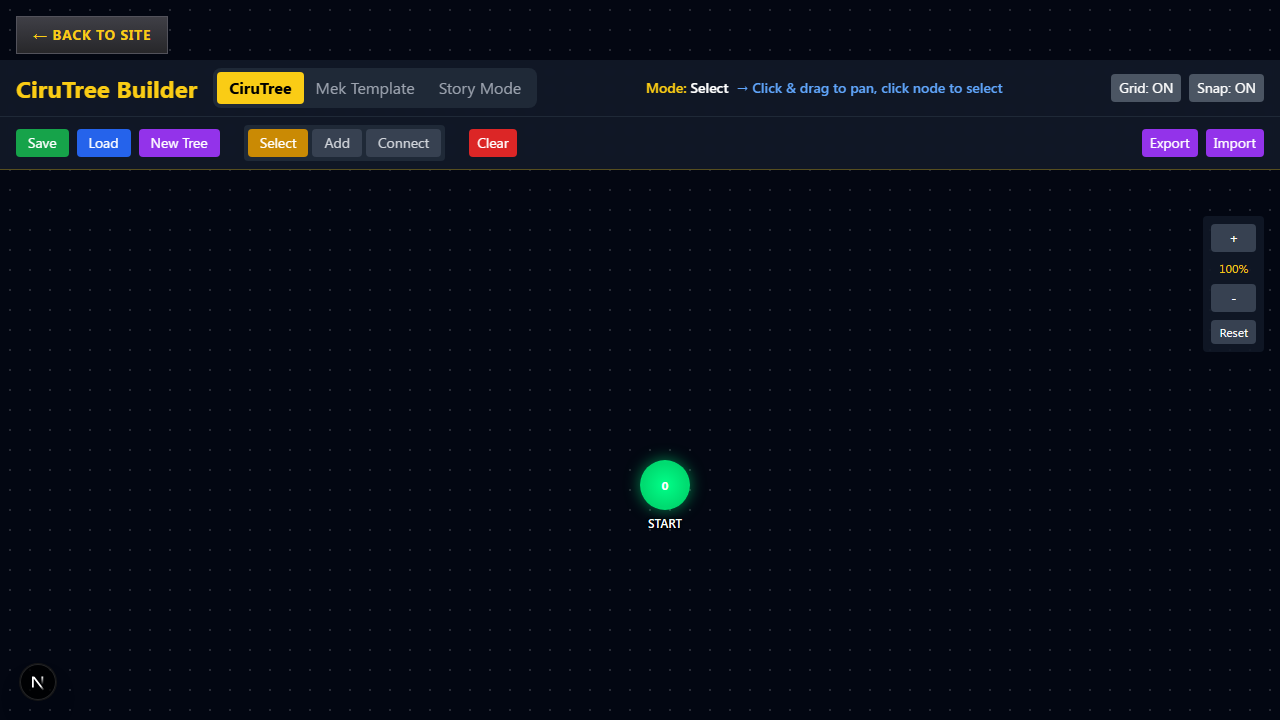 ← BACK TO SITE
CiruTree Builder
CiruTree
Mek Template
Story Mode
Mode: Select → Click & drag to pan, click node to select
Grid: ON
Snap: ON
Save
Load
New Tree
Select
Add
Connect
Clear
Export
Import
+
100%
-
Reset
0
START
N